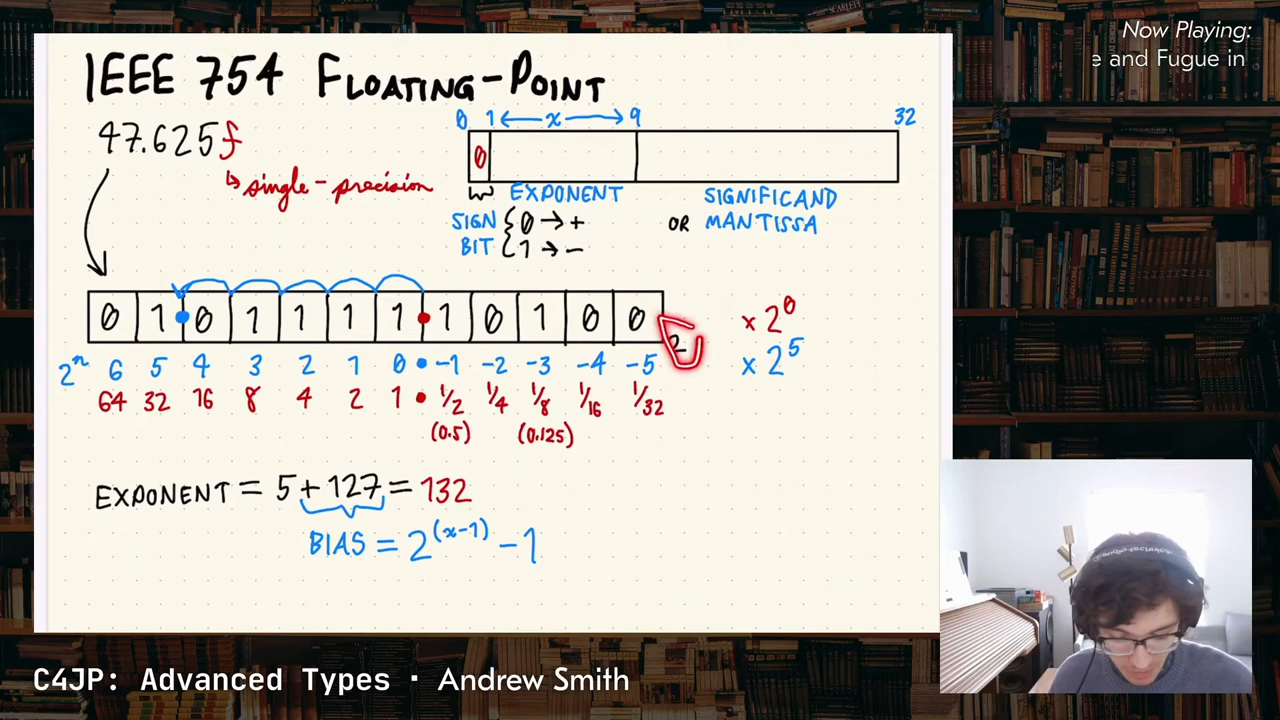 Now Playing:
e and Fugue in
IEEE 754 FLOATING-POINT
47.625f
↳ single-precision
0 1 ← x → 9 32
0
EXPONENT
SIGN BIT { 0 → +
1 → -
SIGNIFICAND
OR MANTISSA
0 1 • 0 1 1 1 1 • 1 0 1 0 0 2
× 2⁰
× 2⁵
2ⁿ 6 5 4 3 2 1 0 • -1 -2 -3 -4 -5
64 32 16 8 4 2 1 • 1/2 1/4 1/8 1/16 1/32
(0.5) (0.125)
EXPONENT = 5 + 127 = 132
BIAS = 2^(x-1) - 1
C4JP: Advanced Types ▪ Andrew Smith